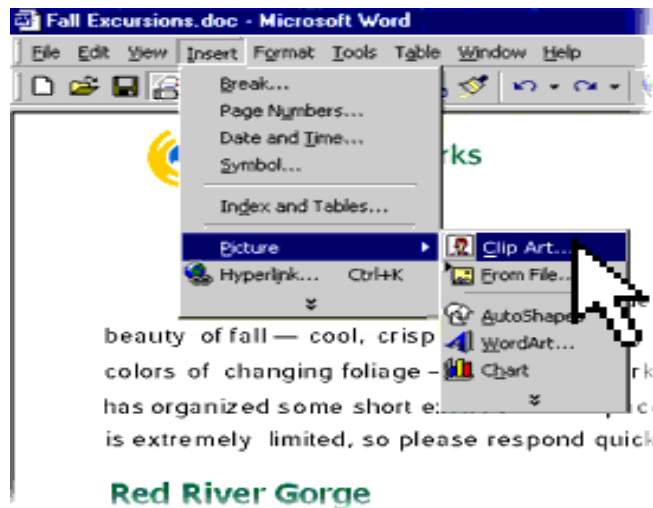 Fall Excursions.doc - Microsoft Word
File Edit View Insert Format Tools Table Window Help
Break...
Page Numbers...
Date and Time...
Symbol...
Index and Tables...
Picture
Hyperlink... Ctrl+K
Clip Art...
From File...
AutoShapes
WordArt...
Chart
rks
beauty of fall — cool, crisp
colors of changing foliage –
has organized some short
is extremely limited, so please respond quick
Red River Gorge